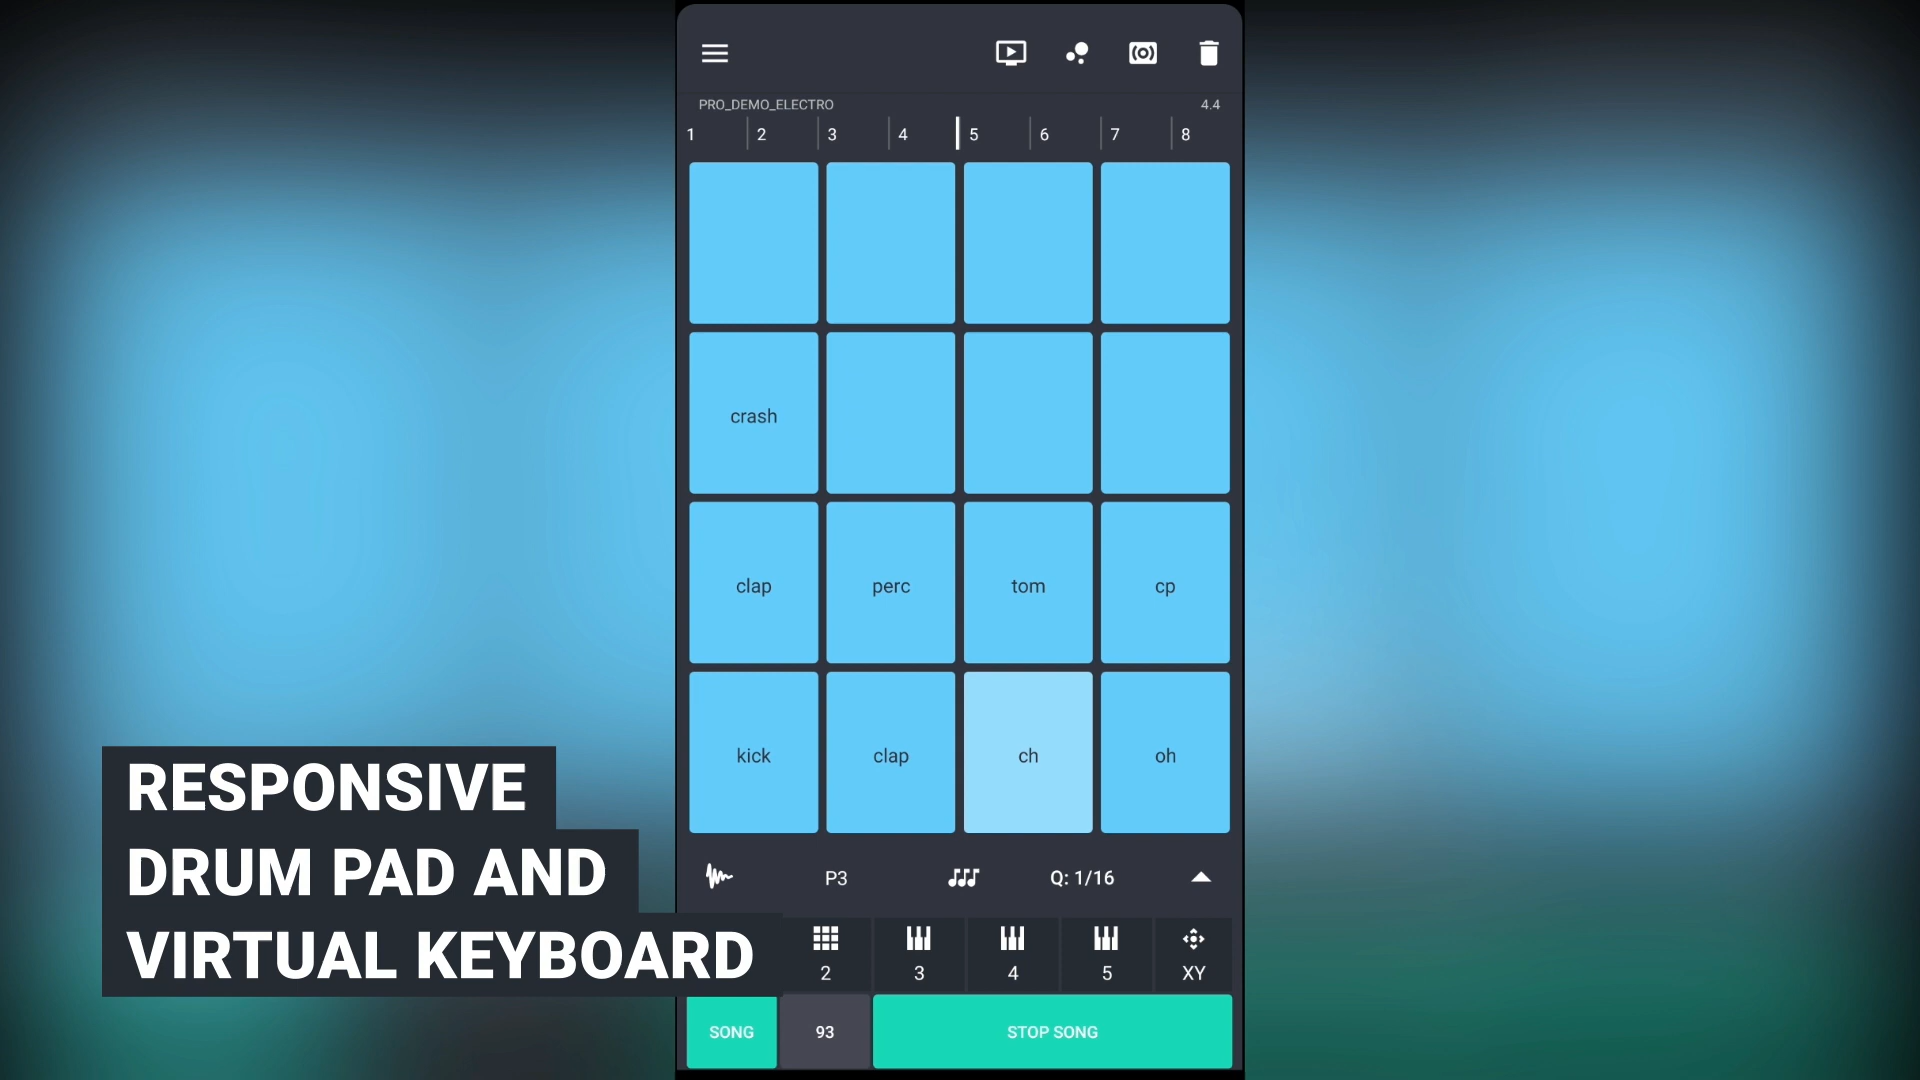 PRO_DEMO_ELECTRO 4.4
1 2 3 4 5 6 7 8
crash
clap perc tom cp
kick clap ch oh
P3 Q: 1/16
2 3 4 5 XY
SONG 93 STOP SONG
RESPONSIVE
DRUM PAD AND
VIRTUAL KEYBOARD